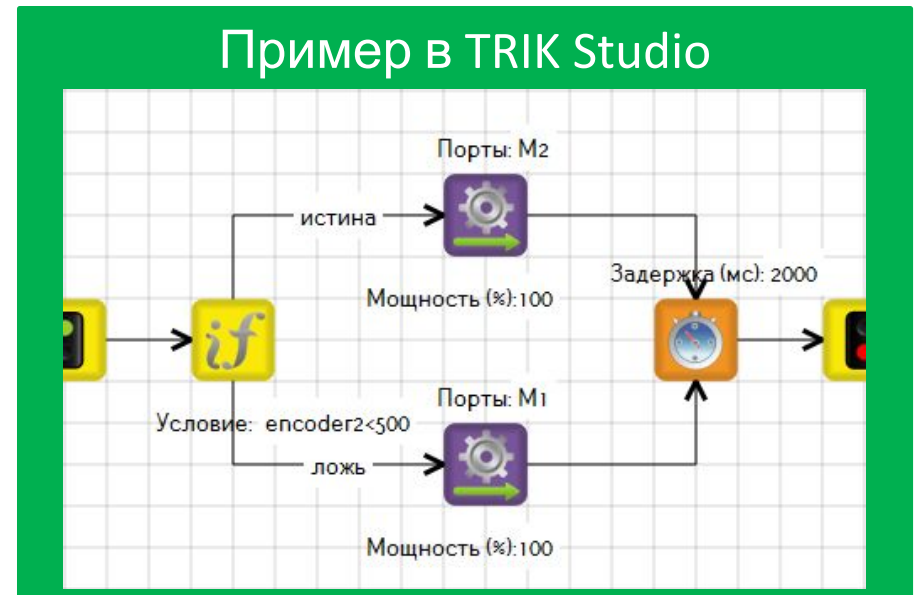 Пример в TRIK Studio
Порты: M2
истина
Задержка (мс): 2000
Мощность (%):100
if
Порты: M1
Условие: encoder2<500
ложь
Мощность (%):100